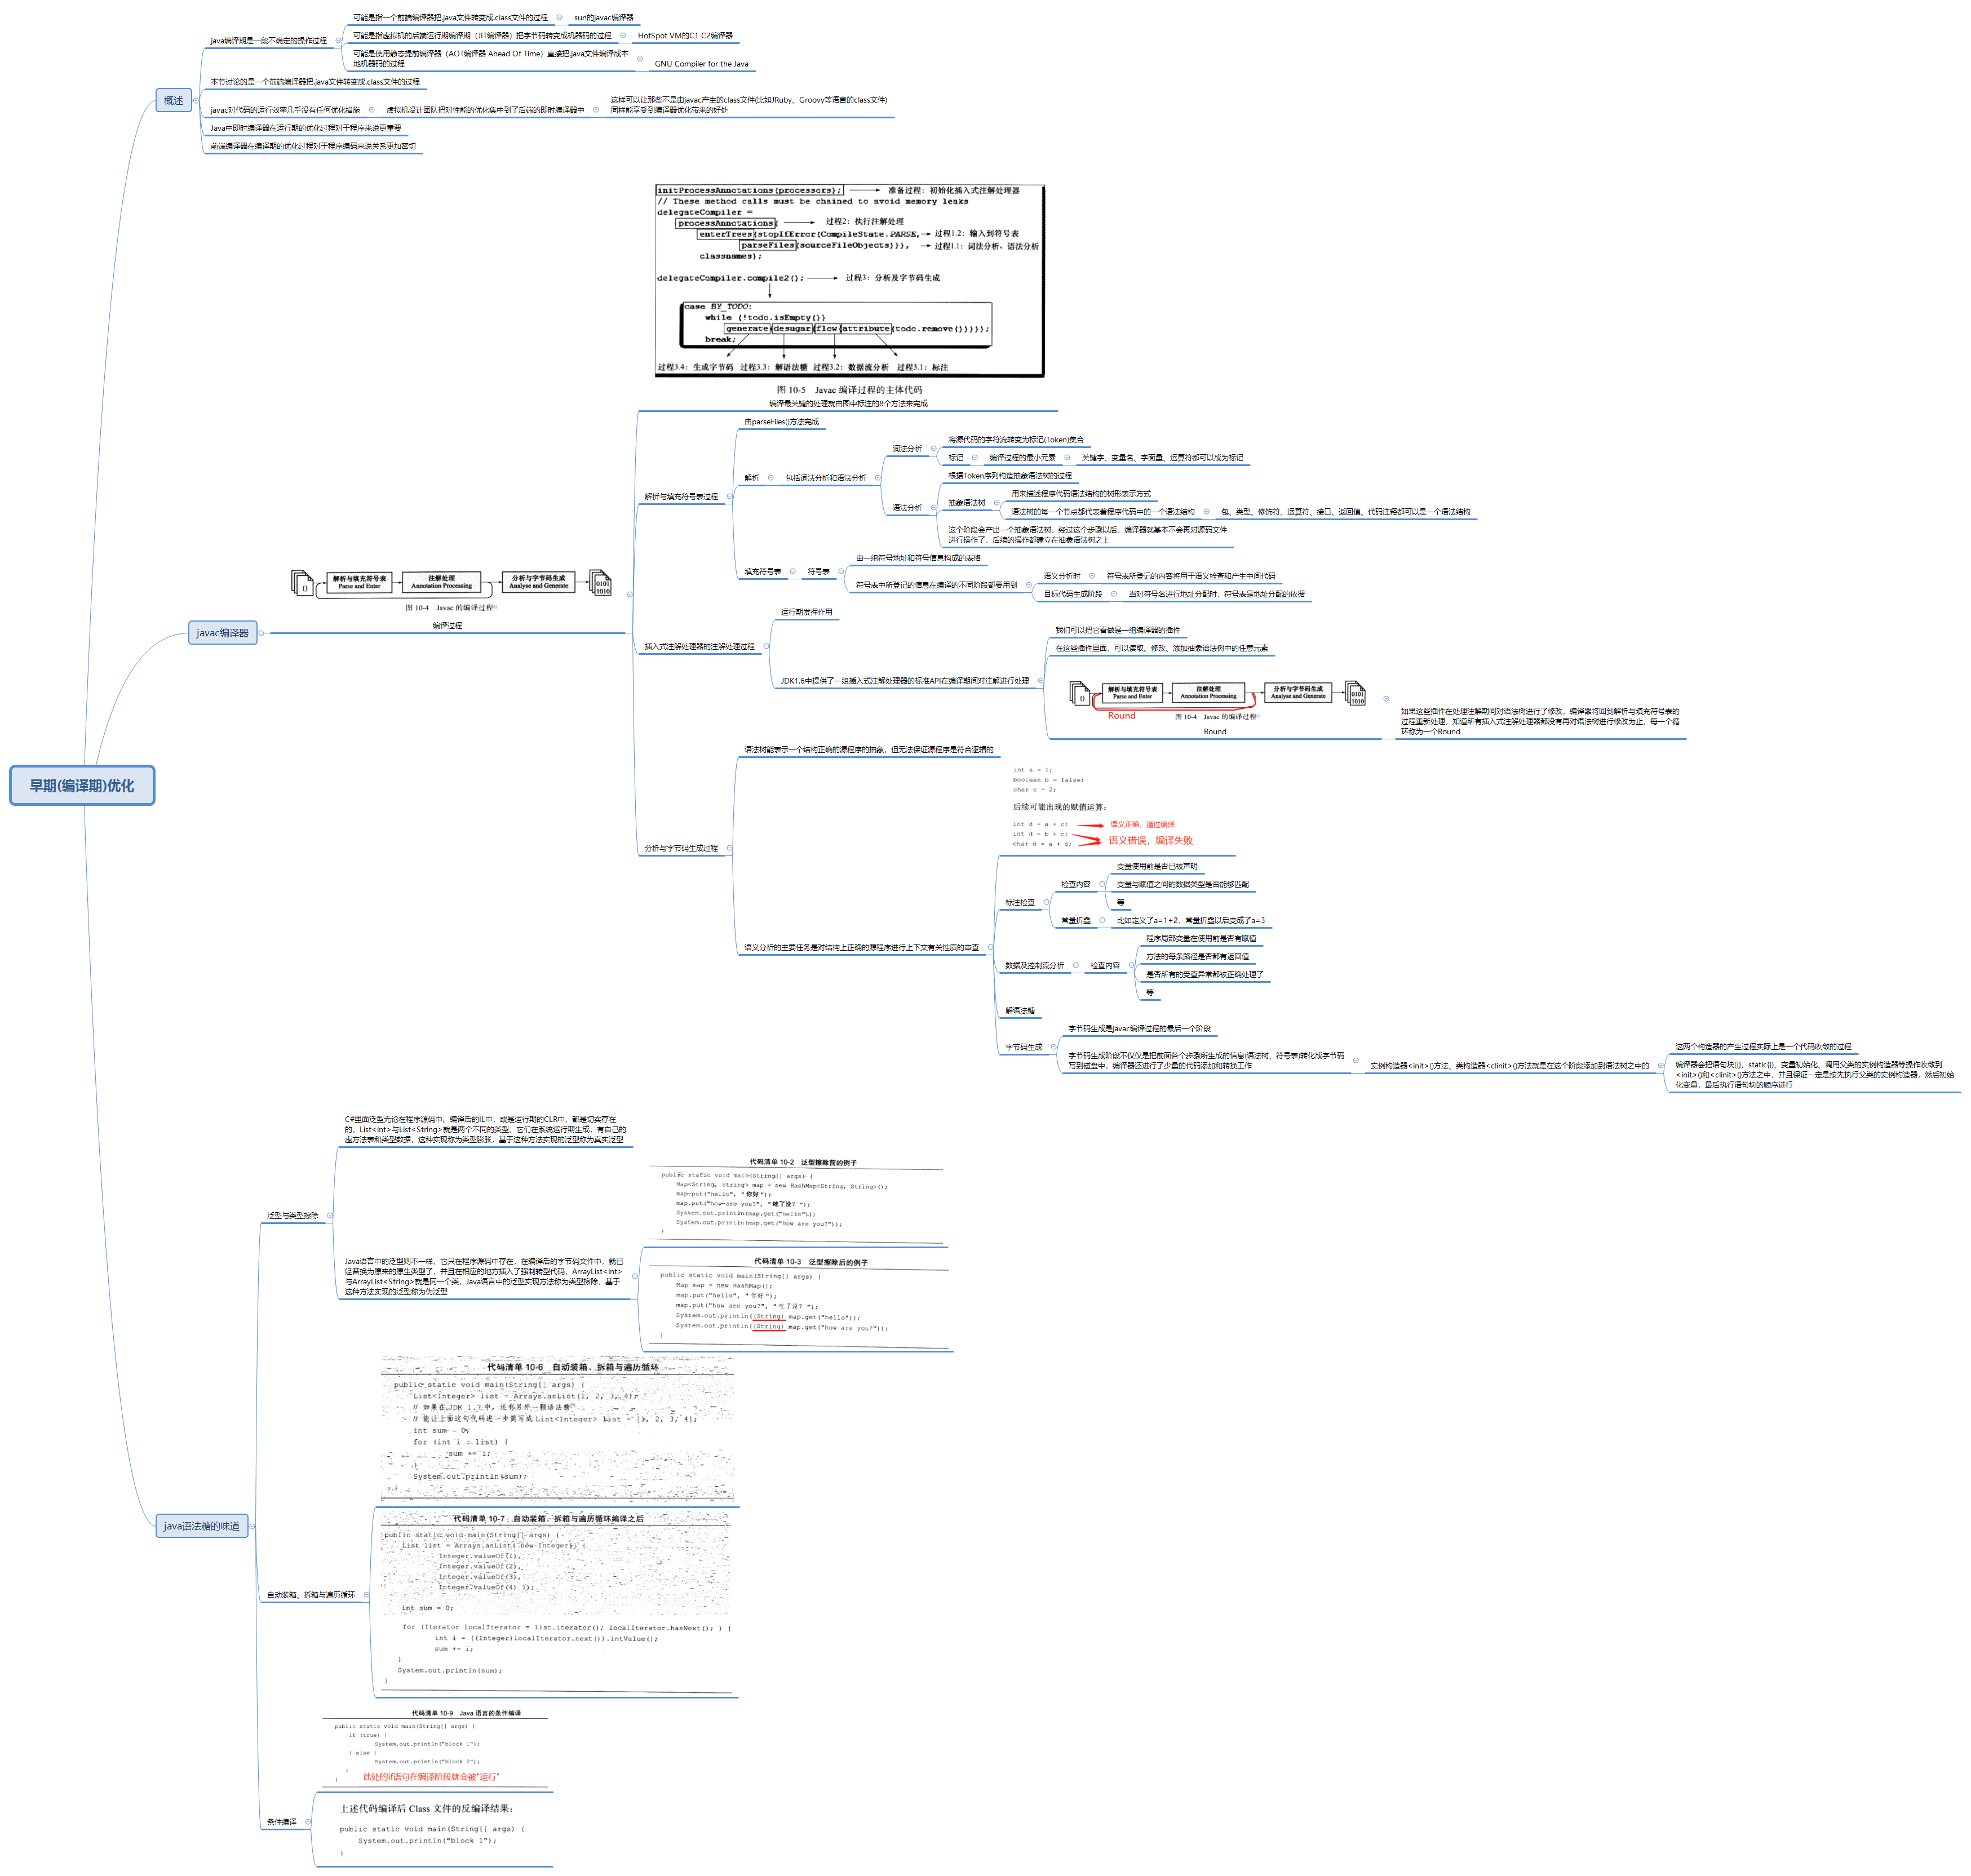 早期(编译期)优化
概述
java编译期是一段不确定的操作过程
可能是指一个前端编译器把.java文件转变成.class文件的过程
sun的javac编译器
可能是指虚拟机的后端运行期编译期（JIT编译器）把字节码转变成机器码的过程
HotSpot VM的C1 C2编译器
可能是使用静态提前编译器（AOT编译器 Ahead Of Time）直接把.java文件编译成本
地机器码的过程
GNU Compiler for the Java
本节讨论的是一个前端编译器把.java文件转变成.class文件的过程
javac对代码的运行效率几乎没有任何优化措施
虚拟机设计团队把对性能的优化集中到了后端的即时编译器中
这样可以让那些不是由javac产生的class文件(比如JRuby、Groovy等语言的class文件)
同样能享受到编译器优化带来的好处
Java中即时编译器在运行期的优化过程对于程序来说更重要
前端编译器在编译期的优化过程对于程序编码来说关系更加密切
javac编译器
解析与填充符号表
Parse and Enter
注解处理
Annotation Processing
分析与字节码生成
Analyse and Generate
0101
1010
图 10-4 Javac 的编译过程
编译过程
initProcessAnnotations(processors);
准备过程：初始化插入式注解处理器
// These method calls must be chained to avoid memory leaks
delegateCompiler =
processAnnotations(
过程2：执行注解处理
enterTrees(stopIfError(CompileState.PARSE,
过程1.2：输入到符号表
parseFiles(sourceFileObjects))),
过程1.1：词法分析、语法分析
classnames);
delegateCompiler.compile2();
过程3：分析及字节码生成
case BY_TODO:
while (!todo.isEmpty())
generate(desugar(flow(attribute(todo.remove()))));
break;
过程3.4：生成字节码 过程3.3：解语法糖 过程3.2：数据流分析 过程3.1：标注
图 10-5 Javac 编译过程的主体代码
编译最关键的处理就由图中标注的8个方法来完成
解析与填充符号表过程
由parseFiles()方法完成
解析
包括词法分析和语法分析
词法分析
将源代码的字符流转变为标记(Token)集合
标记
编译过程的最小元素
关键字、变量名、字面量、运算符都可以成为标记
语法分析
根据Token序列构造抽象语法树的过程
抽象语法树
用来描述程序代码语法结构的树形表示方式
语法树的每一个节点都代表着程序代码中的一个语法结构
包、类型、修饰符、运算符、接口、返回值、代码注释都可以是一个语法结构
这个阶段会产出一个抽象语法树，经过这个步骤以后，编译器就基本不会再对源码文件
进行操作了，后续的操作都建立在抽象语法树之上
填充符号表
符号表
由一组符号地址和符号信息构成的表格
符号表中所登记的信息在编译的不同阶段都要用到
语义分析时
符号表所登记的内容将用于语义检查和产生中间代码
目标代码生成阶段
当对符号名进行地址分配时，符号表是地址分配的依据
插入式注解处理器的注解处理过程
运行期发挥作用
JDK1.6中提供了一组插入式注解处理器的标准API在编译期间对注解进行处理
我们可以把它看做是一组编译器的插件
在这些插件里面，可以读取、修改、添加抽象语法树中的任意元素
解析与填充符号表
Parse and Enter
注解处理
Annotation Processing
分析与字节码生成
Analyse and Generate
0101
1010
Round
图 10-4 Javac 的编译过程
Round
如果这些插件在处理注解期间对语法树进行了修改，编译器将回到解析与填充符号表的
过程重新处理，知道所有插入式注解处理器都没有再对语法树进行修改为止，每一个循
环称为一个Round
分析与字节码生成过程
语法树能表示一个结构正确的源程序的抽象，但无法保证源程序是符合逻辑的
语义分析的主要任务是对结构上正确的源程序进行上下文有关性质的审查
int a = 1;
boolean b = false;
char c = 2;
后续可能出现的赋值运算：
int d = a + c;
语义正确，通过编译
int d = b + c;
char d = a + c;
语义错误，编译失败
标注检查
检查内容
变量使用前是否已被声明
变量与赋值之间的数据类型是否能够匹配
等
常量折叠
比如定义了a=1+2，常量折叠以后变成了a=3
数据及控制流分析
检查内容
程序局部变量在使用前是否有赋值
方法的每条路径是否都有返回值
是否所有的受查异常都被正确处理了
等
解语法糖
字节码生成
字节码生成是javac编译过程的最后一个阶段
字节码生成阶段不仅仅是把前面各个步骤所生成的信息(语法树、符号表)转化成字节码
写到磁盘中，编译器还进行了少量的代码添加和转换工作
实例构造器<init>()方法、类构造器<clinit>()方法就是在这个阶段添加到语法树之中的
这两个构造器的产生过程实际上是一个代码收敛的过程
编译器会把语句块({}、static{})、变量初始化、调用父类的实例构造器等操作收敛到
<init>()和<clinit>()方法之中，并且保证一定是按先执行父类的实例构造器，然后初始
化变量，最后执行语句块的顺序进行
java语法糖的味道
泛型与类型擦除
C#里面泛型无论在程序源码中、编译后的IL中，或是运行期的CLR中，都是切实存在
的，List<int>与List<String>就是两个不同的类型，它们在系统运行期生成，有自己的
虚方法表和类型数据，这种实现称为类型膨胀，基于这种方法实现的泛型称为真实泛型
Java语言中的泛型则不一样，它只在程序源码中存在，在编译后的字节码文件中，就已
经替换为原来的原生类型了，并且在相应的地方插入了强制转型代码，ArrayList<int>
与ArrayList<String>就是同一个类，Java语言中的泛型实现方法称为类型擦除，基于
这种方法实现的泛型称为伪泛型
代码清单 10-2 泛型擦除前的例子
public static void main(String[] args) {
Map<String, String> map = new HashMap<String, String>();
map.put("hello", "你好");
map.put("how are you?", "吃了没？");
System.out.println(map.get("hello"));
System.out.println(map.get("how are you?"));
}
代码清单 10-3 泛型擦除后的例子
public static void main(String[] args) {
Map map = new HashMap();
map.put("hello", "你好");
map.put("how are you?", "吃了没？");
System.out.println((String) map.get("hello"));
System.out.println((String) map.get("how are you?"));
}
自动装箱、拆箱与遍历循环
代码清单 10-6 自动装箱、拆箱与遍历循环
public static void main(String[] args) {
List<Integer> list = Arrays.asList(1, 2, 3, 4);
// 如果在JDK 1.7中，还有另外一颗语法糖
// 能让上面这句代码进一步简写成 List<Integer> list = [1, 2, 3, 4];
int sum = 0;
for (int i : list) {
sum += i;
}
System.out.println(sum);
}
代码清单 10-7 自动装箱、拆箱与遍历循环编译之后
public static void main(String[] args) {
List list = Arrays.asList( new Integer[] {
Integer.valueOf(1),
Integer.valueOf(2),
Integer.valueOf(3),
Integer.valueOf(4) });
int sum = 0;
for (Iterator localIterator = list.iterator(); localIterator.hasNext(); ) {
int i = ((Integer)localIterator.next()).intValue();
sum += i;
}
System.out.println(sum);
}
条件编译
代码清单 10-9 Java 语言的条件编译
public static void main(String[] args) {
if (true) {
System.out.println("block 1");
} else {
System.out.println("block 2");
}
}
此处的if语句在编译阶段就会被"运行"
上述代码编译后 Class 文件的反编译结果：
public static void main(String[] args) {
System.out.println("block 1");
}